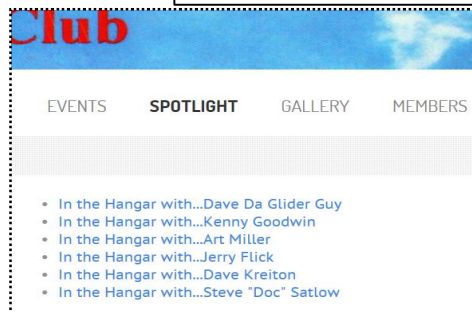 Club
EVENTS SPOTLIGHT GALLERY MEMBERS
• In the Hangar with...Dave Da Glider Guy
• In the Hangar with...Kenny Goodwin
• In the Hangar with...Art Miller
• In the Hangar with...Jerry Flick
• In the Hangar with...Dave Kreiton
• In the Hangar with...Steve "Doc" Satlow